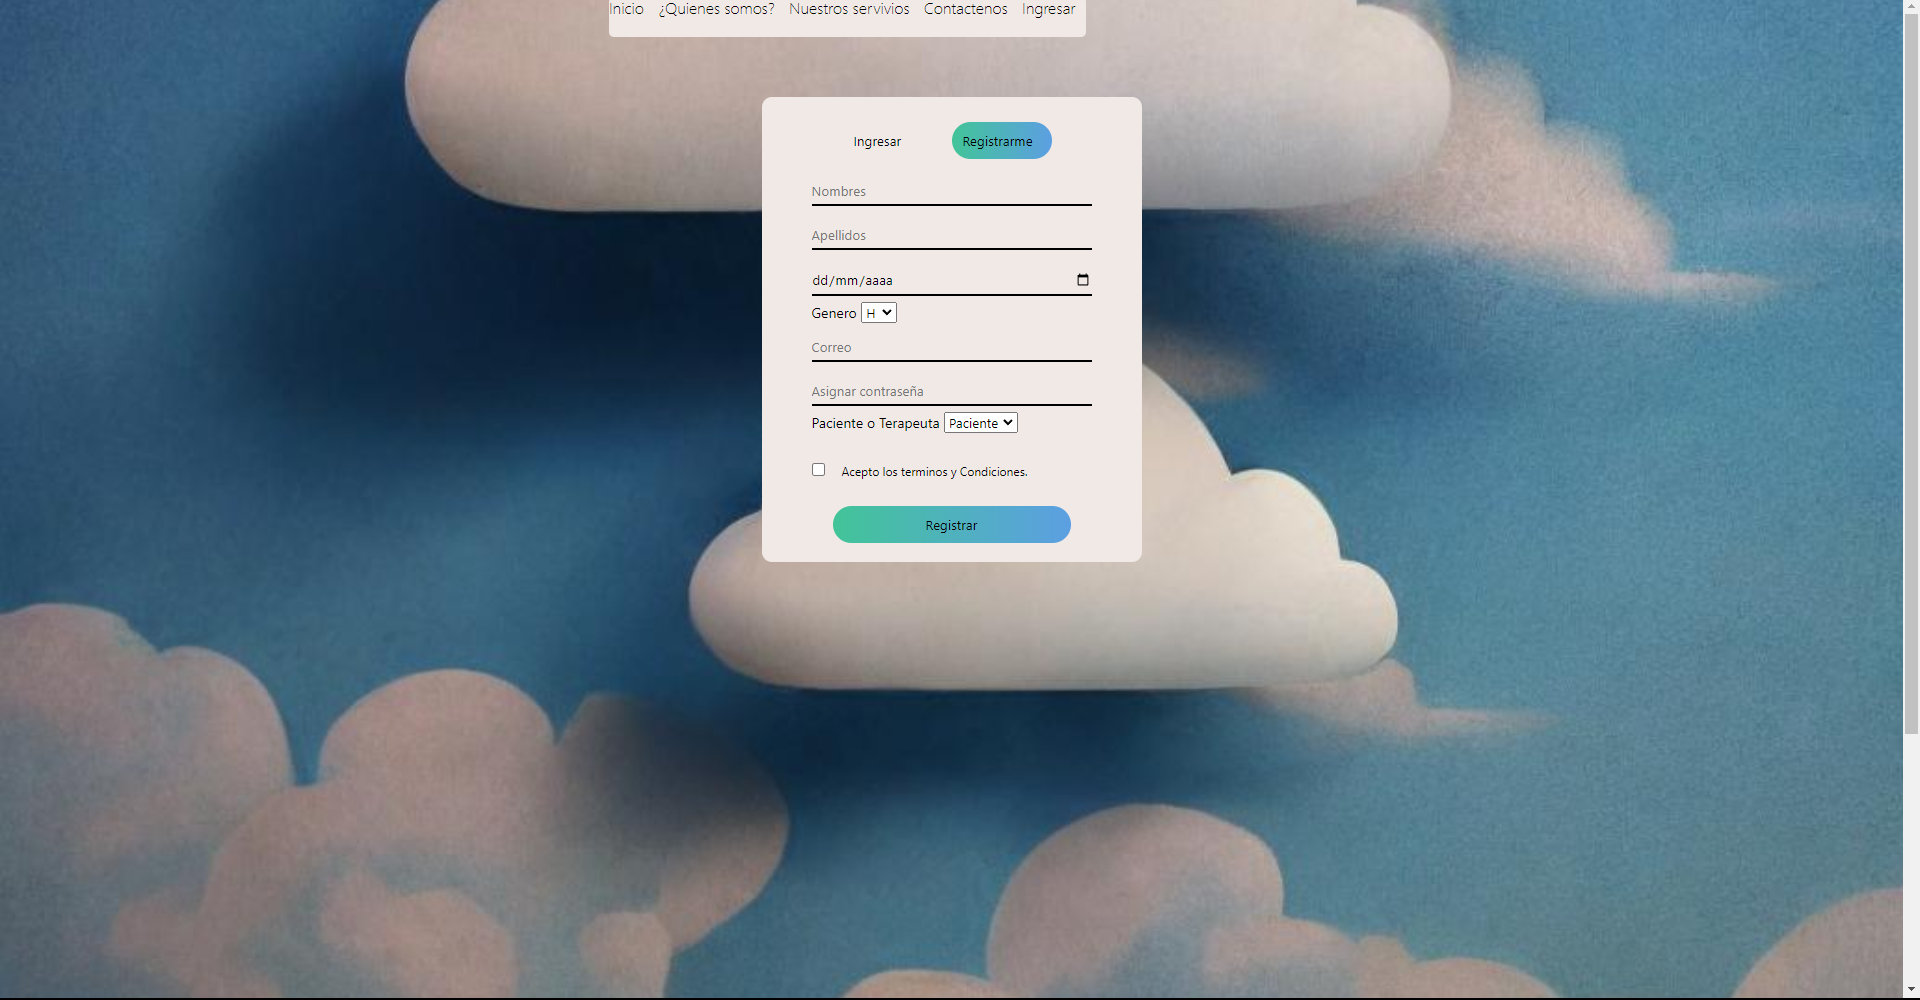 Inicio ¿Quienes somos? Nuestros servivios Contactenos Ingresar
Ingresar Registrarme
Nombres
Apellidos
dd/mm/aaaa
Genero H
Correo
Asignar contraseña
Paciente o Terapeuta Paciente
Acepto los terminos y Condiciones.
Registrar